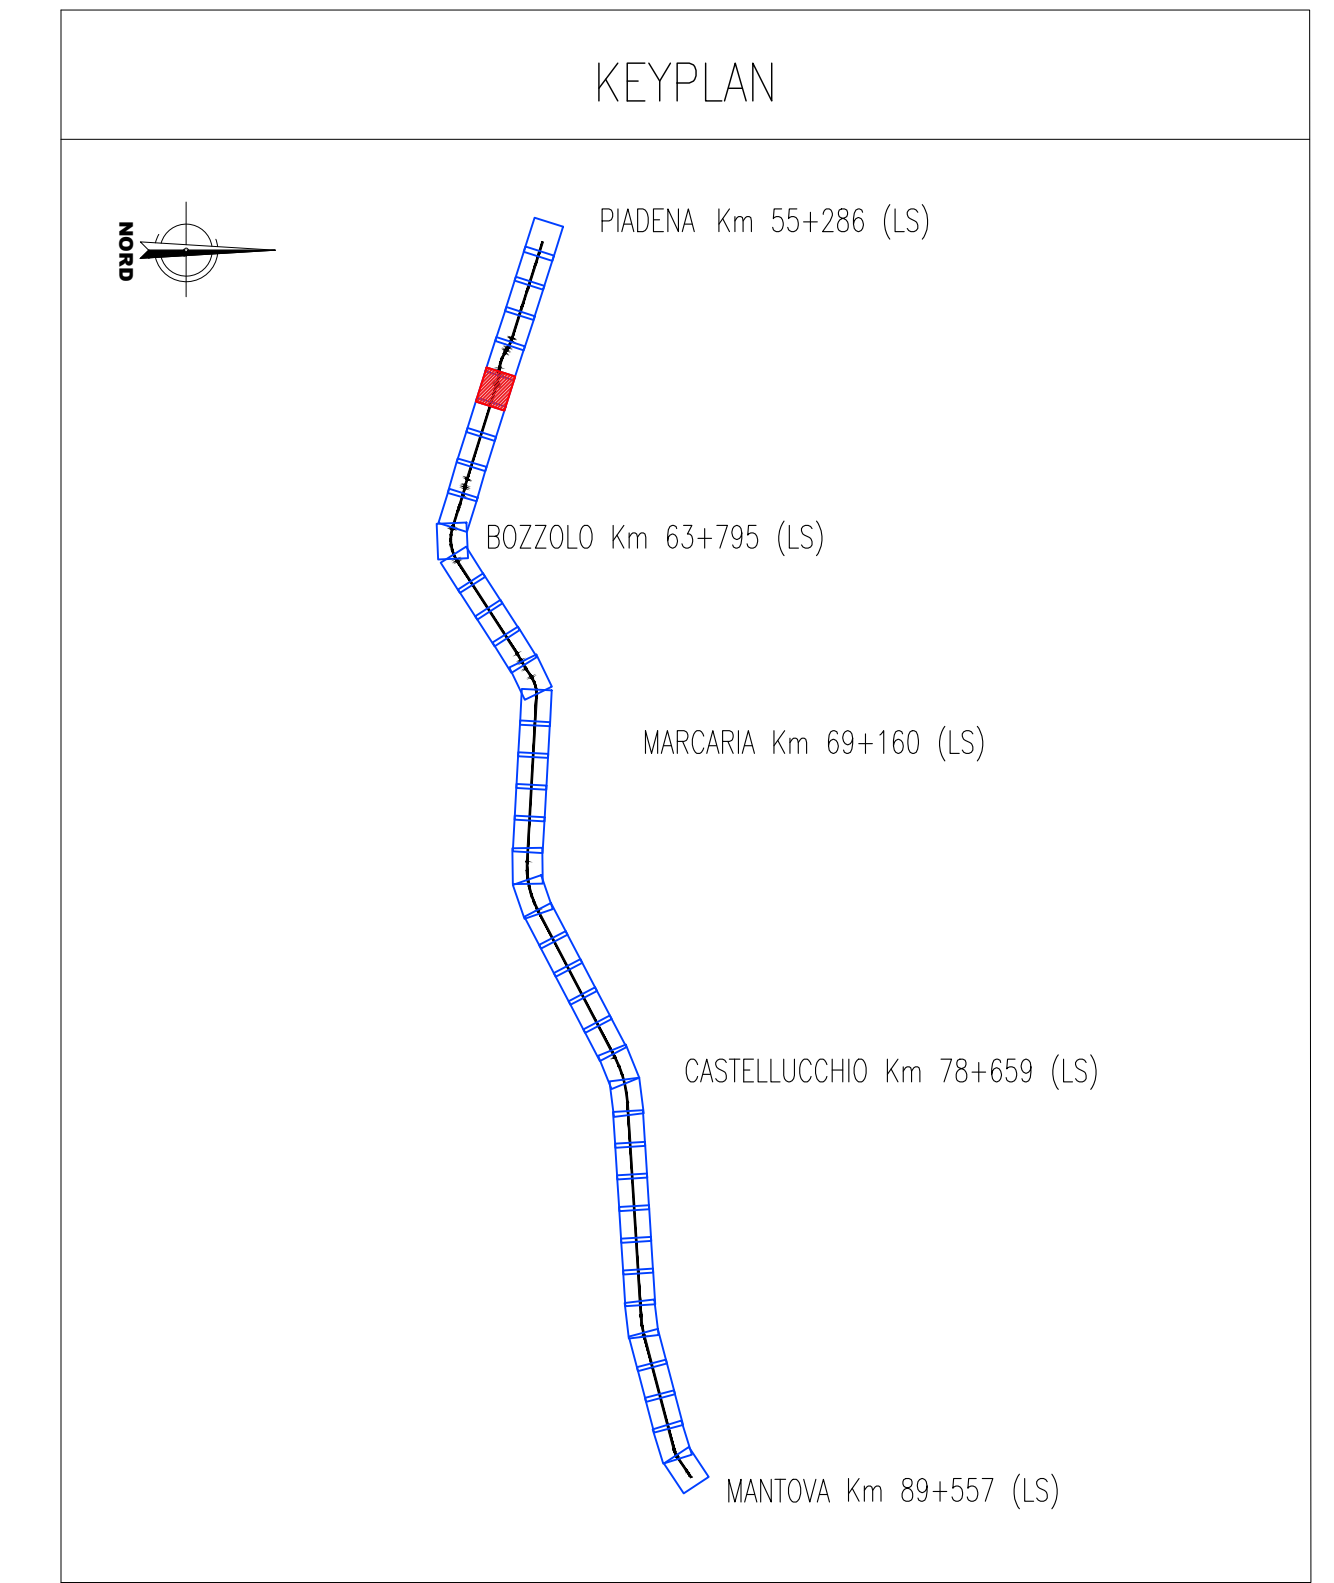 KEYPLAN
NORD
PIADENA Km 55+286 (LS)
BOZZOLO Km 63+795 (LS)
MARCARIA Km 69+160 (LS)
CASTELLUCCHIO Km 78+659 (LS)
MANTOVA Km 89+557 (LS)